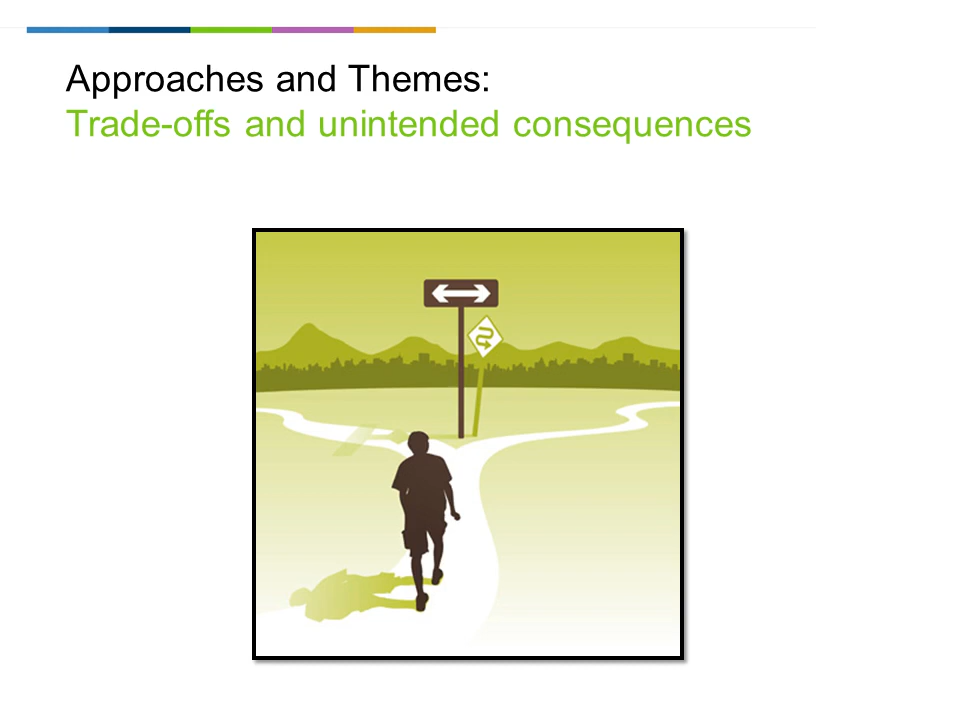 Approaches and Themes:
Trade-offs and unintended consequences